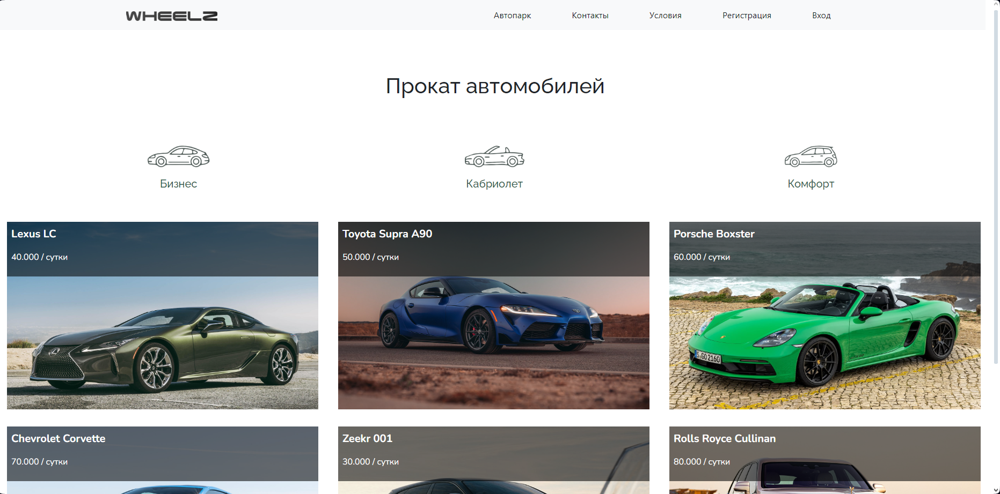 WHEELZ
Автопарк
Контакты
Условия
Регистрация
Вход
Прокат автомобилей
Бизнес
Кабриолет
Комфорт
Lexus LC
40.000 / сутки
Toyota Supra A90
50.000 / сутки
Porsche Boxster
60.000 / сутки
S GO 2160
Chevrolet Corvette
70.000 / сутки
Zeekr 001
30.000 / сутки
Rolls Royce Cullinan
80.000 / сутки